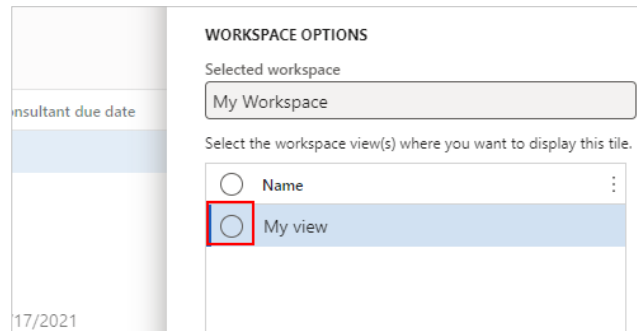 WORKSPACE OPTIONS
Selected workspace
My Workspace
onsultant due date
Select the workspace view(s) where you want to display this tile.
Name
My view
/17/2021